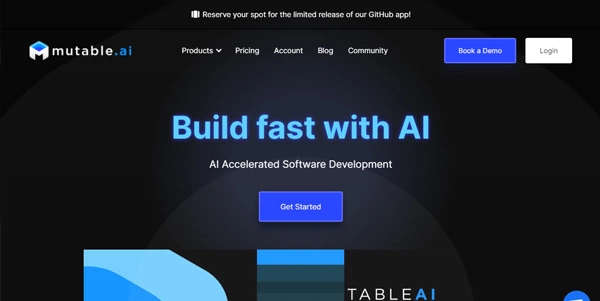 Reserve your spot for the limited release of our GitHub app!
mutable.ai Products Pricing Account Blog Community Book a Demo Login
Build fast with AI
AI Accelerated Software Development
Get Started
TABLEAI